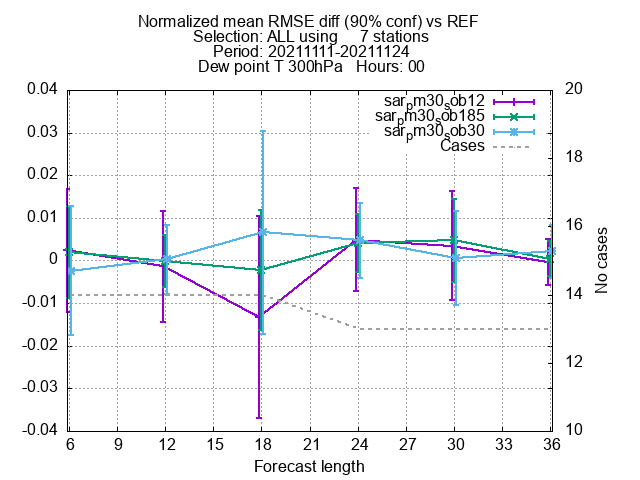 Normalized mean RMSE diff (90% conf) vs REF
Selection: ALL using 7 stations
Period: 20211111-20211124
Dew point T 300hPa Hours: 00
sar_pm30_sob12
sar_pm30_sob185
sar_pm30_sob30
Cases
0.04
0.03
0.02
0.01
0
-0.01
-0.02
-0.03
-0.04
20
18
16
14
12
10
No cases
6 9 12 15 18 21 24 27 30 33 36
Forecast length